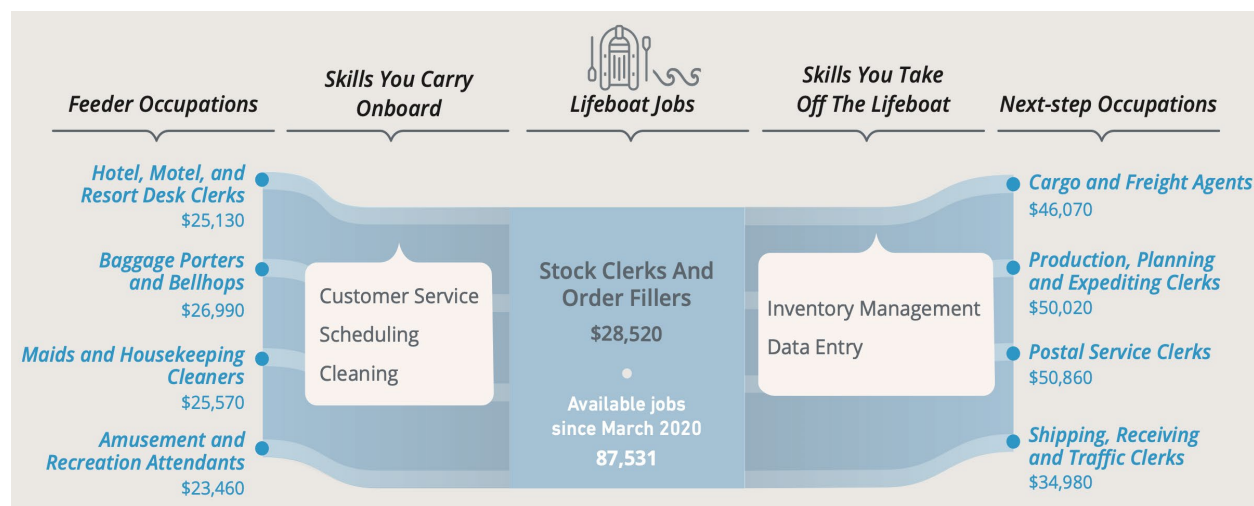 Feeder Occupations
Skills You Carry
Onboard
Lifeboat Jobs
Skills You Take
Off The Lifeboat
Next-step Occupations
Hotel, Motel, and
Resort Desk Clerks
$25,130
Baggage Porters
and Bellhops
$26,990
Maids and Housekeeping
Cleaners
$25,570
Amusement and
Recreation Attendants
$23,460
Customer Service
Scheduling
Cleaning
Stock Clerks And
Order Fillers
$28,520
Available jobs
since March 2020
87,531
Inventory Management
Data Entry
Cargo and Freight Agents
$46,070
Production, Planning
and Expediting Clerks
$50,020
Postal Service Clerks
$50,860
Shipping, Receiving
and Traffic Clerks
$34,980